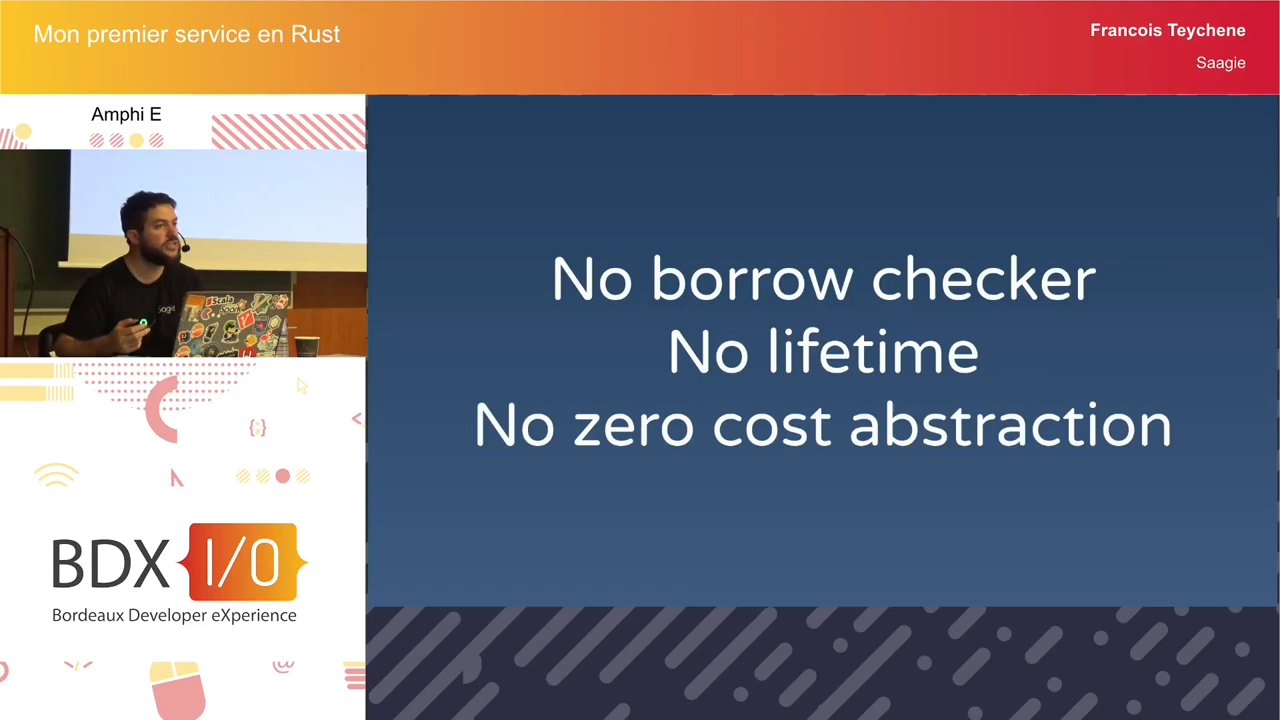 Mon premier service en Rust
Francois Teychene
Saagie
Amphi E
Scala
No borrow checker
No lifetime
No zero cost abstraction
BDX I/O
Bordeaux Developer eXperience